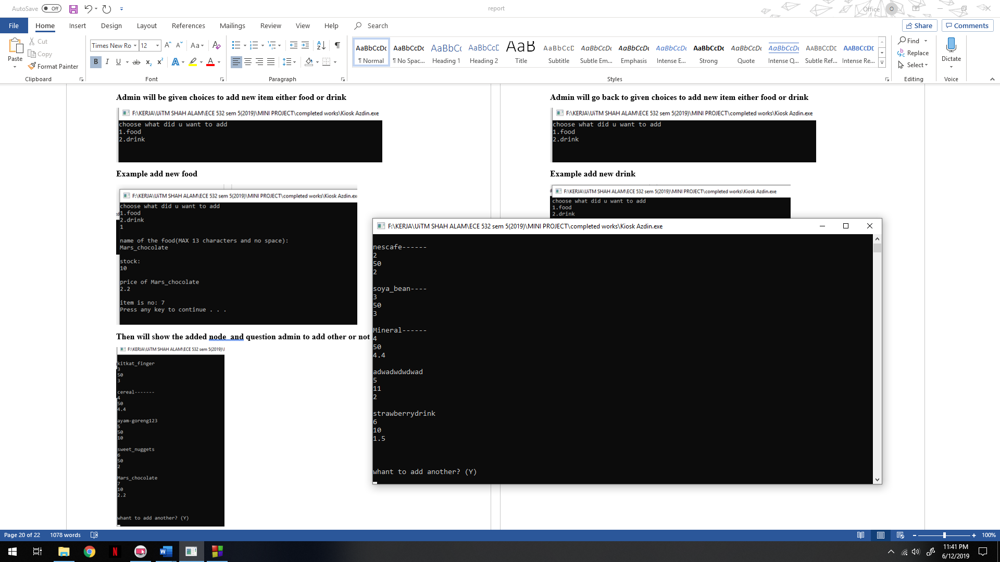 AutoSave Off
report
Office O
File Home Insert Design Layout References Mailings Review View Help Search
Share Comments
Paste
Cut
Copy
Format Painter
Clipboard
Times New Ro 12
Font
Paragraph
AaBbCcDc AaBbCcDc AaBbC( AaBbCcD AaB AaBbCcD AaBbCcDc AaBbCcDc AaBbCcDc AaBbCcDc AaBbCcDc AaBbCcDc AABBCCDE AABBCCDE
¶ Normal ¶ No Spac... Heading 1 Heading 2 Title Subtitle Subtle Em... Emphasis Intense E... Strong Quote Intense Q... Subtle Ref... Intense Re...
Styles
Find
Replace
Select
Editing
Dictate
Voice
Admin will be given choices to add new item either food or drink
F:\KERJA\UiTM SHAH ALAM\ECE 532 sem 5(2019)\MINI PROJECT\completed works\Kiosk Azdin.exe
choose what did u want to add
1.food
2.drink
Example add new food
F:\KERJA\UiTM SHAH ALAM\ECE 532 sem 5(2019)\MINI PROJECT\completed works\Kiosk Azdin.ex
choose what did u want to add
1.food
2.drink
1
name of the food(MAX 13 characters and no space):
Mars_chocolate
stock:
10
price of Mars_chocolate
2.2
item is no: 7
Press any key to continue . . .
Then will show the added node and question admin to add other or not
F:\KERJA\UiTM SHAH ALAM\ECE 532 sem 5(2019)\
kitkat_finger
3
50
3
cereal-------
4
50
4.4
ayam-goreng123
5
50
10
sweet_nuggets
6
50
2
Mars_chocolate
7
10
2.2
whant to add another? (Y)
Admin will go back to given choices to add new item either food or drink
F:\KERJA\UiTM SHAH ALAM\ECE 532 sem 5(2019)\MINI PROJECT\completed works\Kiosk Azdin.exe
choose what did u want to add
1.food
2.drink
Example add new drink
F:\KERJA\UiTM SHAH ALAM\ECE 532 sem 5(2019)\MINI PROJECT\completed works\Kiosk Azdin.exe
choose what did u want to add
1.food
2.drink
F:\KERJA\UiTM SHAH ALAM\ECE 532 sem 5(2019)\MINI PROJECT\completed works\Kiosk Azdin.exe
nescafe------
2
50
2
soya_bean----
3
50
3
Mineral------
4
50
4.4
adwadwdwdwad
5
11
2
strawberrydrink
6
10
1.5
whant to add another? (Y)
Page 20 of 22 1078 words
100%
11:41 PM
6/12/2019